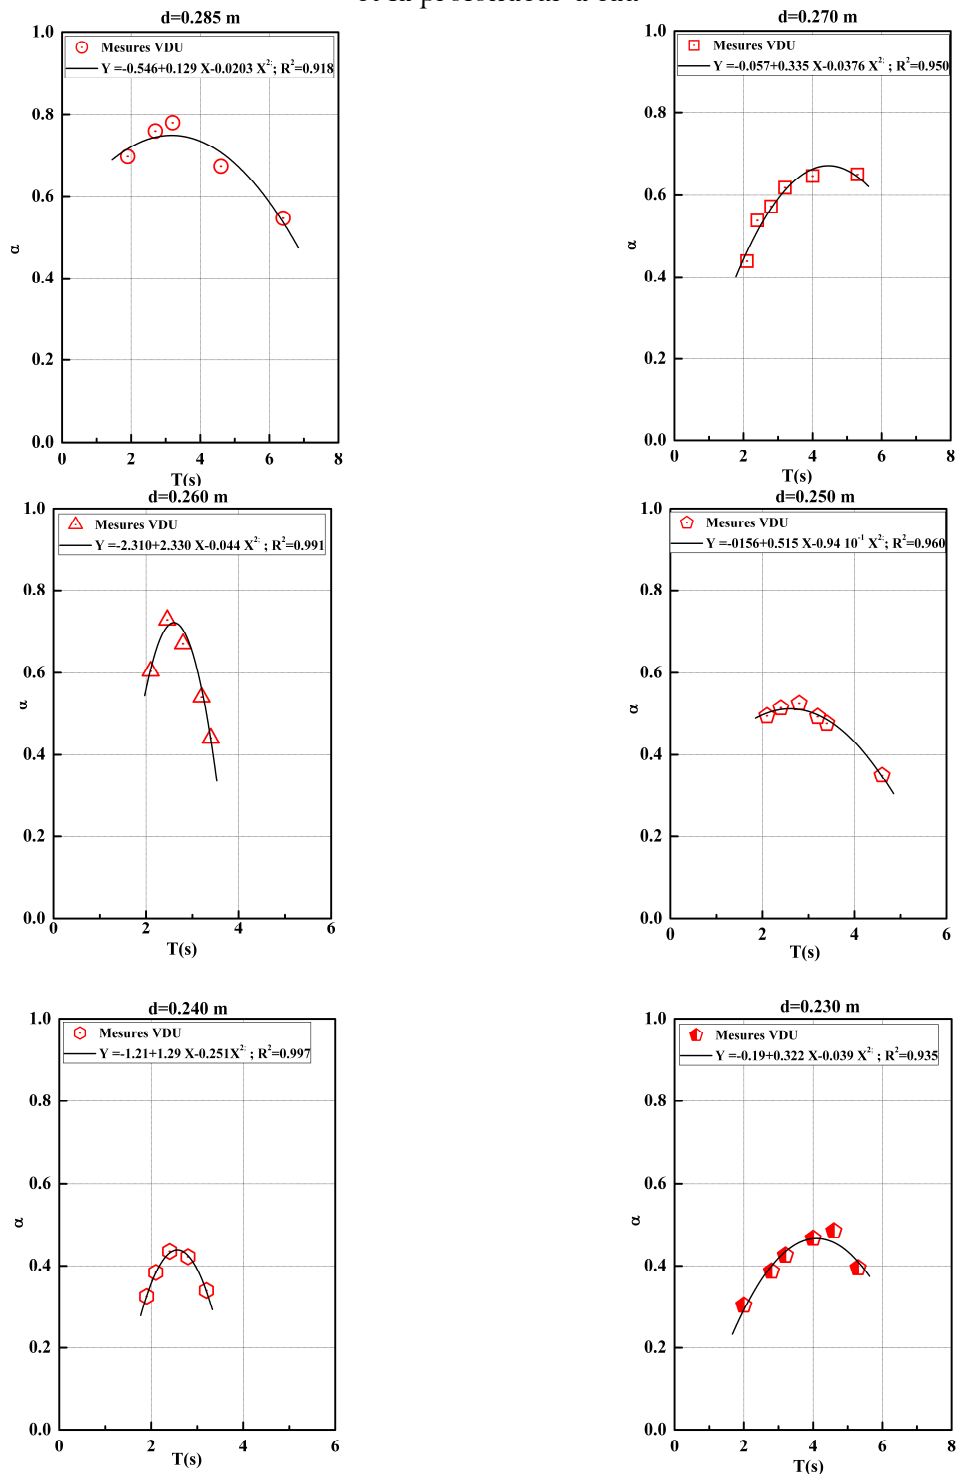 et la profondeur d'eau
d=0.285 m
Mesures VDU
Y =-0.546+0.129 X-0.0203 X²; R²=0.918
1.0
0.8
0.6
0.4
0.2
0.0
α
0 2 4 6 8
T(s)
d=0.270 m
Mesures VDU
Y =-0.057+0.335 X-0.0376 X²; R²=0.950
1.0
0.8
0.6
0.4
0.2
0.0
α
0 2 4 6 8
T(s)
d=0.260 m
Mesures VDU
Y =-2.310+2.330 X-0.044 X²; R²=0.991
1.0
0.8
0.6
0.4
0.2
0.0
α
0 2 4 6
T(s)
d=0.250 m
Mesures VDU
Y =-0156+0.515 X-0.94 10⁻¹ X²; R²=0.960
1.0
0.8
0.6
0.4
0.2
0.0
α
0 2 4 6
T(s)
d=0.240 m
Mesures VDU
Y =-1.21+1.29 X-0.251X²; R²=0.997
1.0
0.8
0.6
0.4
0.2
0.0
α
0 2 4 6
T(s)
d=0.230 m
Mesures VDU
Y =-0.19+0.322 X-0.039 X²; R²=0.935
1.0
0.8
0.6
0.4
0.2
0.0
α
0 2 4 6 8
T(s)